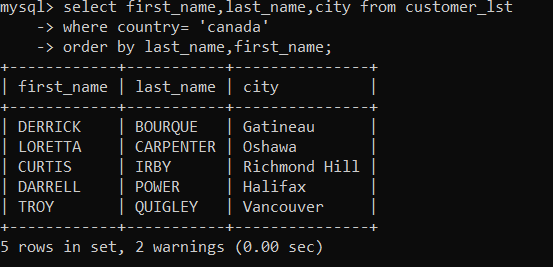 mysql> select first_name,last_name,city from customer_lst
    -> where country= 'canada'
    -> order by last_name,first_name;
+------------+-----------+---------------+
| first_name | last_name | city          |
+------------+-----------+---------------+
| DERRICK    | BOURQUE   | Gatineau      |
| LORETTA    | CARPENTER | Oshawa        |
| CURTIS     | IRBY      | Richmond Hill |
| DARRELL    | POWER     | Halifax       |
| TROY       | QUIGLEY   | Vancouver     |
+------------+-----------+---------------+
5 rows in set, 2 warnings (0.00 sec)